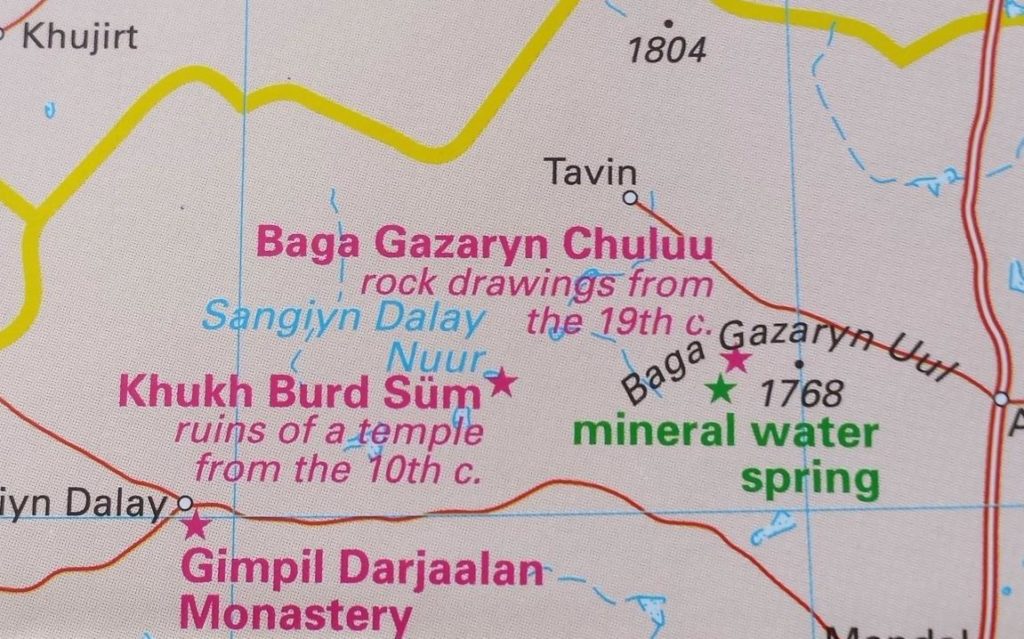 Khujirt
1804
Tavin
Baga Gazaryn Chuluu
rock drawings from
the 19th c.
Sangiyn Dalay
Nuur
Baga Gazaryn Uul
1768
Khukh Burd Süm
ruins of a temple
from the 10th c.
mineral water
spring
iyn Dalay
Gimpil Darjaalan
Monastery